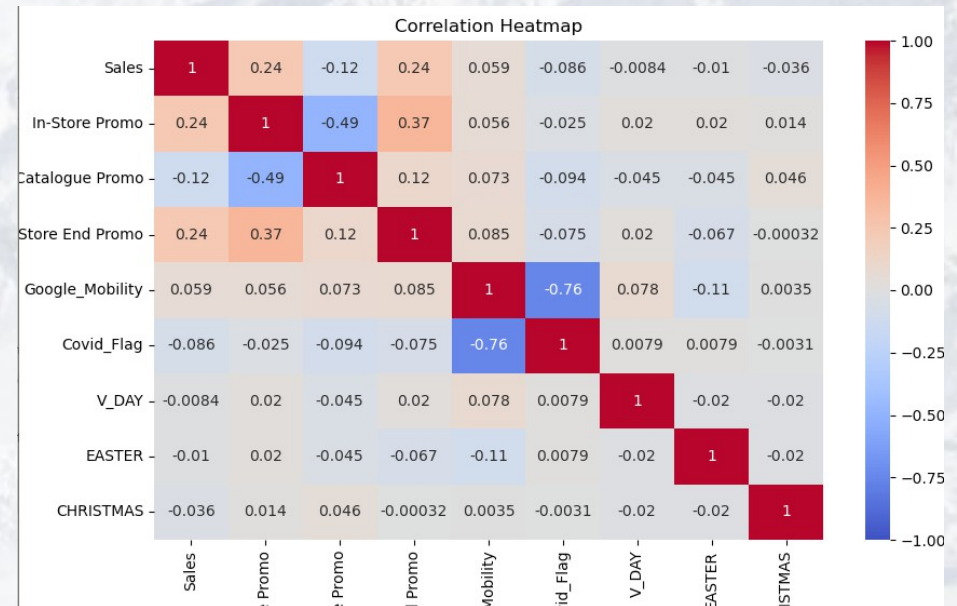 Correlation Heatmap
Sales 1 0.24 -0.12 0.24 0.059 -0.086 -0.0084 -0.01 -0.036
In-Store Promo 0.24 1 -0.49 0.37 0.056 -0.025 0.02 0.02 0.014
Catalogue Promo -0.12 -0.49 1 0.12 0.073 -0.094 -0.045 -0.045 0.046
Store End Promo 0.24 0.37 0.12 1 0.085 -0.075 0.02 -0.067 -0.00032
Google_Mobility 0.059 0.056 0.073 0.085 1 -0.76 0.078 -0.11 0.0035
Covid_Flag -0.086 -0.025 -0.094 -0.075 -0.76 1 0.0079 0.0079 -0.0031
V_DAY -0.0084 0.02 -0.045 0.02 0.078 0.0079 1 -0.02 -0.02
EASTER -0.01 0.02 -0.045 -0.067 -0.11 0.0079 -0.02 1 -0.02
CHRISTMAS -0.036 0.014 0.046 -0.00032 0.0035 -0.0031 -0.02 -0.02 1
Sales
e Promo
e Promo
d Promo
Mobility
id_Flag
V_DAY
EASTER
ISTMAS
1.00
0.75
0.50
0.25
0.00
−0.25
−0.50
−0.75
−1.00